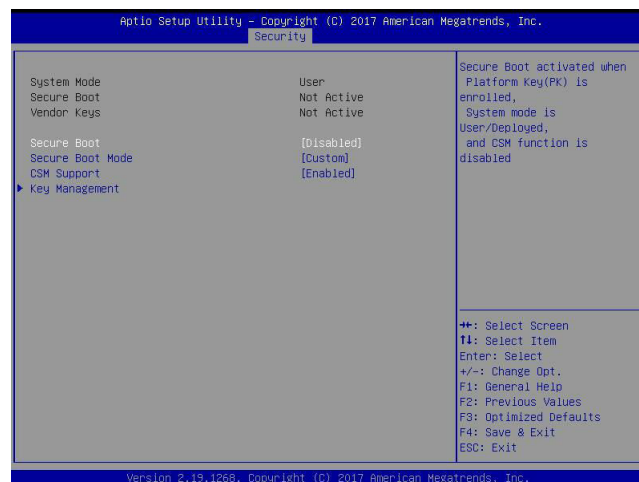 Aptio Setup Utility – Copyright (C) 2017 American Megatrends, Inc.
Security
System Mode User
Secure Boot Not Active
Vendor Keys Not Active
Secure Boot [Disabled]
Secure Boot Mode [Custom]
CSM Support [Enabled]
Key Management
Secure Boot activated when
Platform Key(PK) is
enrolled,
System mode is
User/Deployed,
and CSM function is
disabled
→←: Select Screen
↑↓: Select Item
Enter: Select
+/-: Change Opt.
F1: General Help
F2: Previous Values
F3: Optimized Defaults
F4: Save & Exit
ESC: Exit
Version 2.19.1268. Copyright (C) 2017 American Megatrends, Inc.